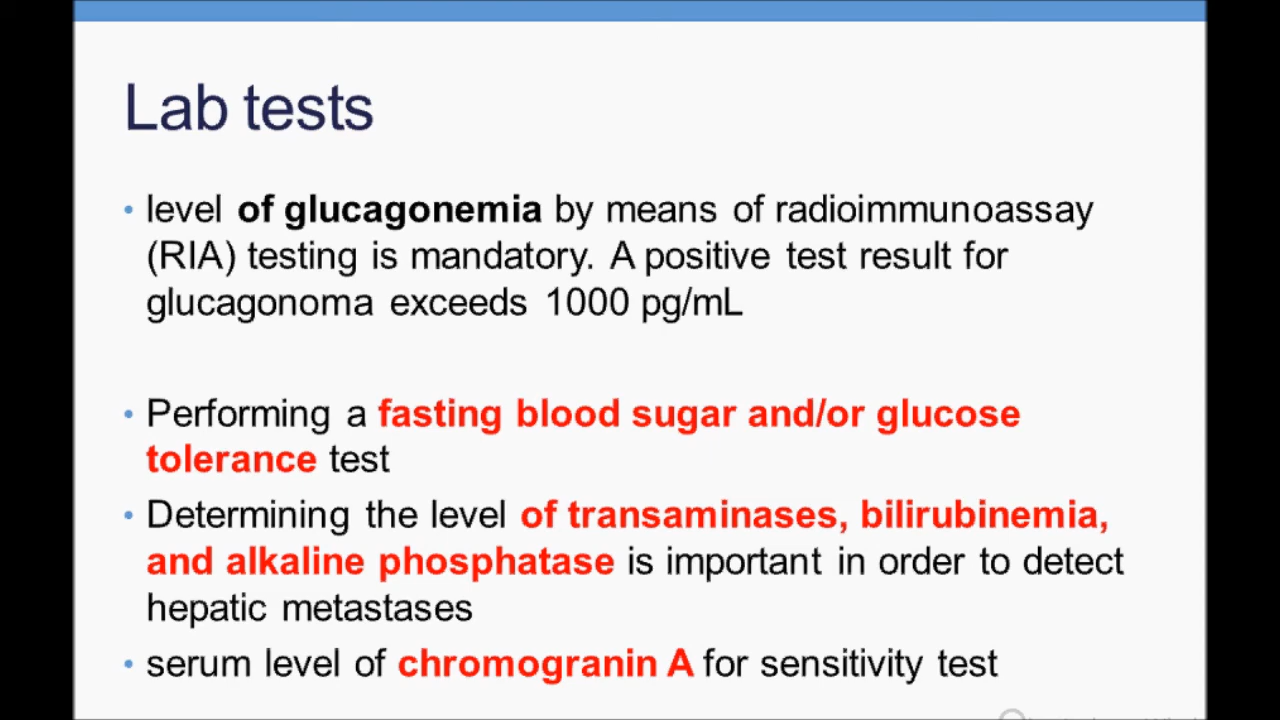 Lab tests
• level of glucagonemia by means of radioimmunoassay
(RIA) testing is mandatory. A positive test result for
glucagonoma exceeds 1000 pg/mL
• Performing a fasting blood sugar and/or glucose
tolerance test
• Determining the level of transaminases, bilirubinemia,
and alkaline phosphatase is important in order to detect
hepatic metastases
• serum level of chromogranin A for sensitivity test